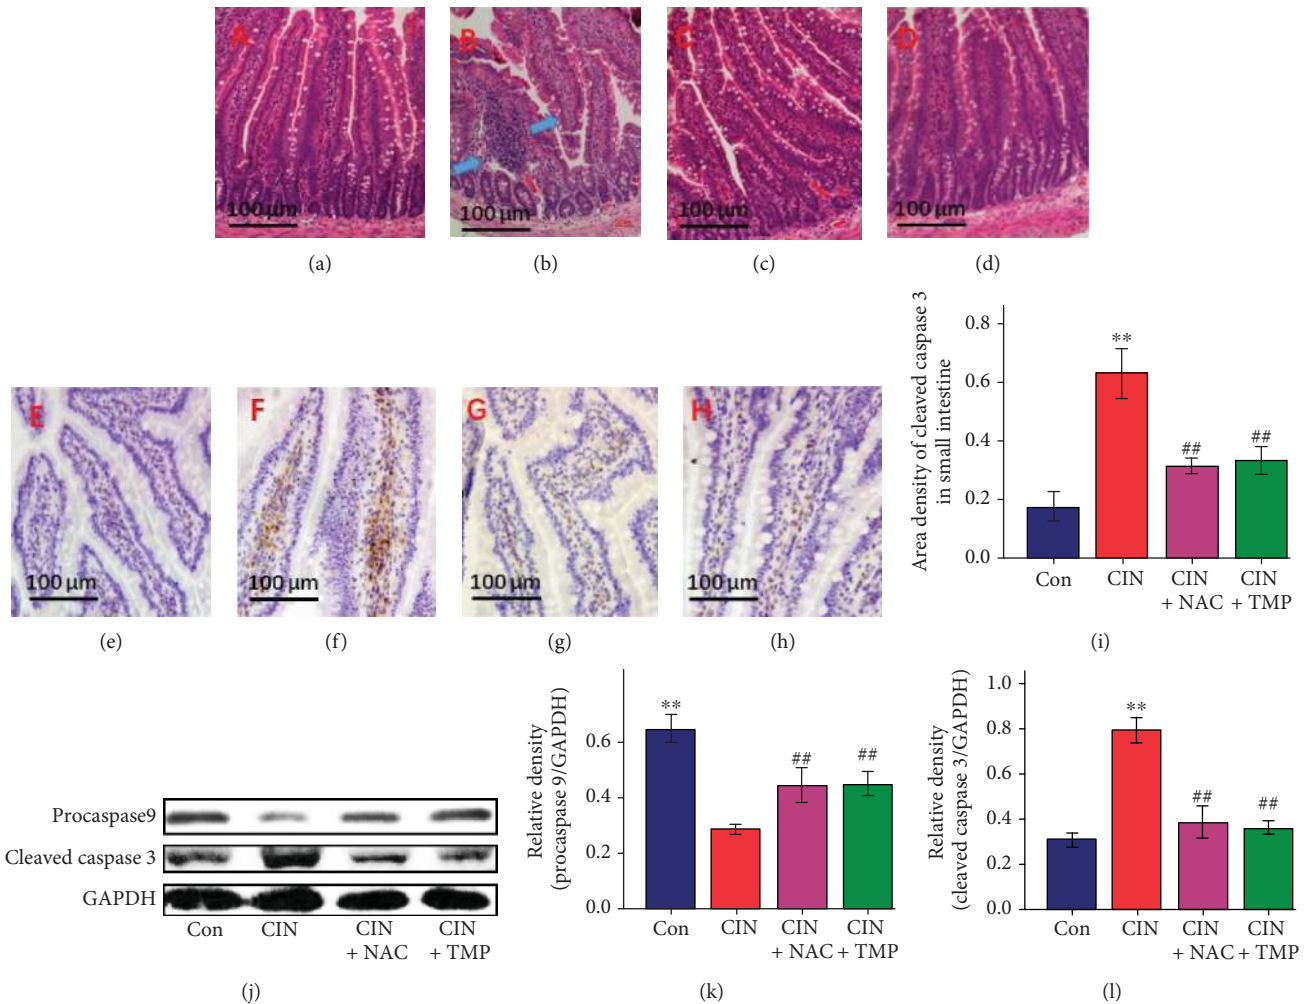 A
B
C
D
100 µm
100 µm
100 µm
100 µm
(a)
(b)
(c)
(d)
E
F
G
H
100 µm
100 µm
100 µm
100 µm
(e)
(f)
(g)
(h)
Area density of cleaved caspase 3
in small intestine
0.8
0.6
0.4
0.2
0.0
**
##
##
Con
CIN
CIN
+ NAC
CIN
+ TMP
(i)
Procaspase9
Cleaved caspase 3
GAPDH
Con
CIN
CIN
+ NAC
CIN
+ TMP
(j)
Relative density
(procaspase 9/GAPDH)
0.6
0.4
0.2
0.0
**
##
##
Con
CIN
CIN
+ NAC
CIN
+ TMP
(k)
Relative density
(cleaved caspase 3/GAPDH)
1.0
0.8
0.6
0.4
0.2
0.0
**
##
##
Con
CIN
CIN
+ NAC
CIN
+ TMP
(l)